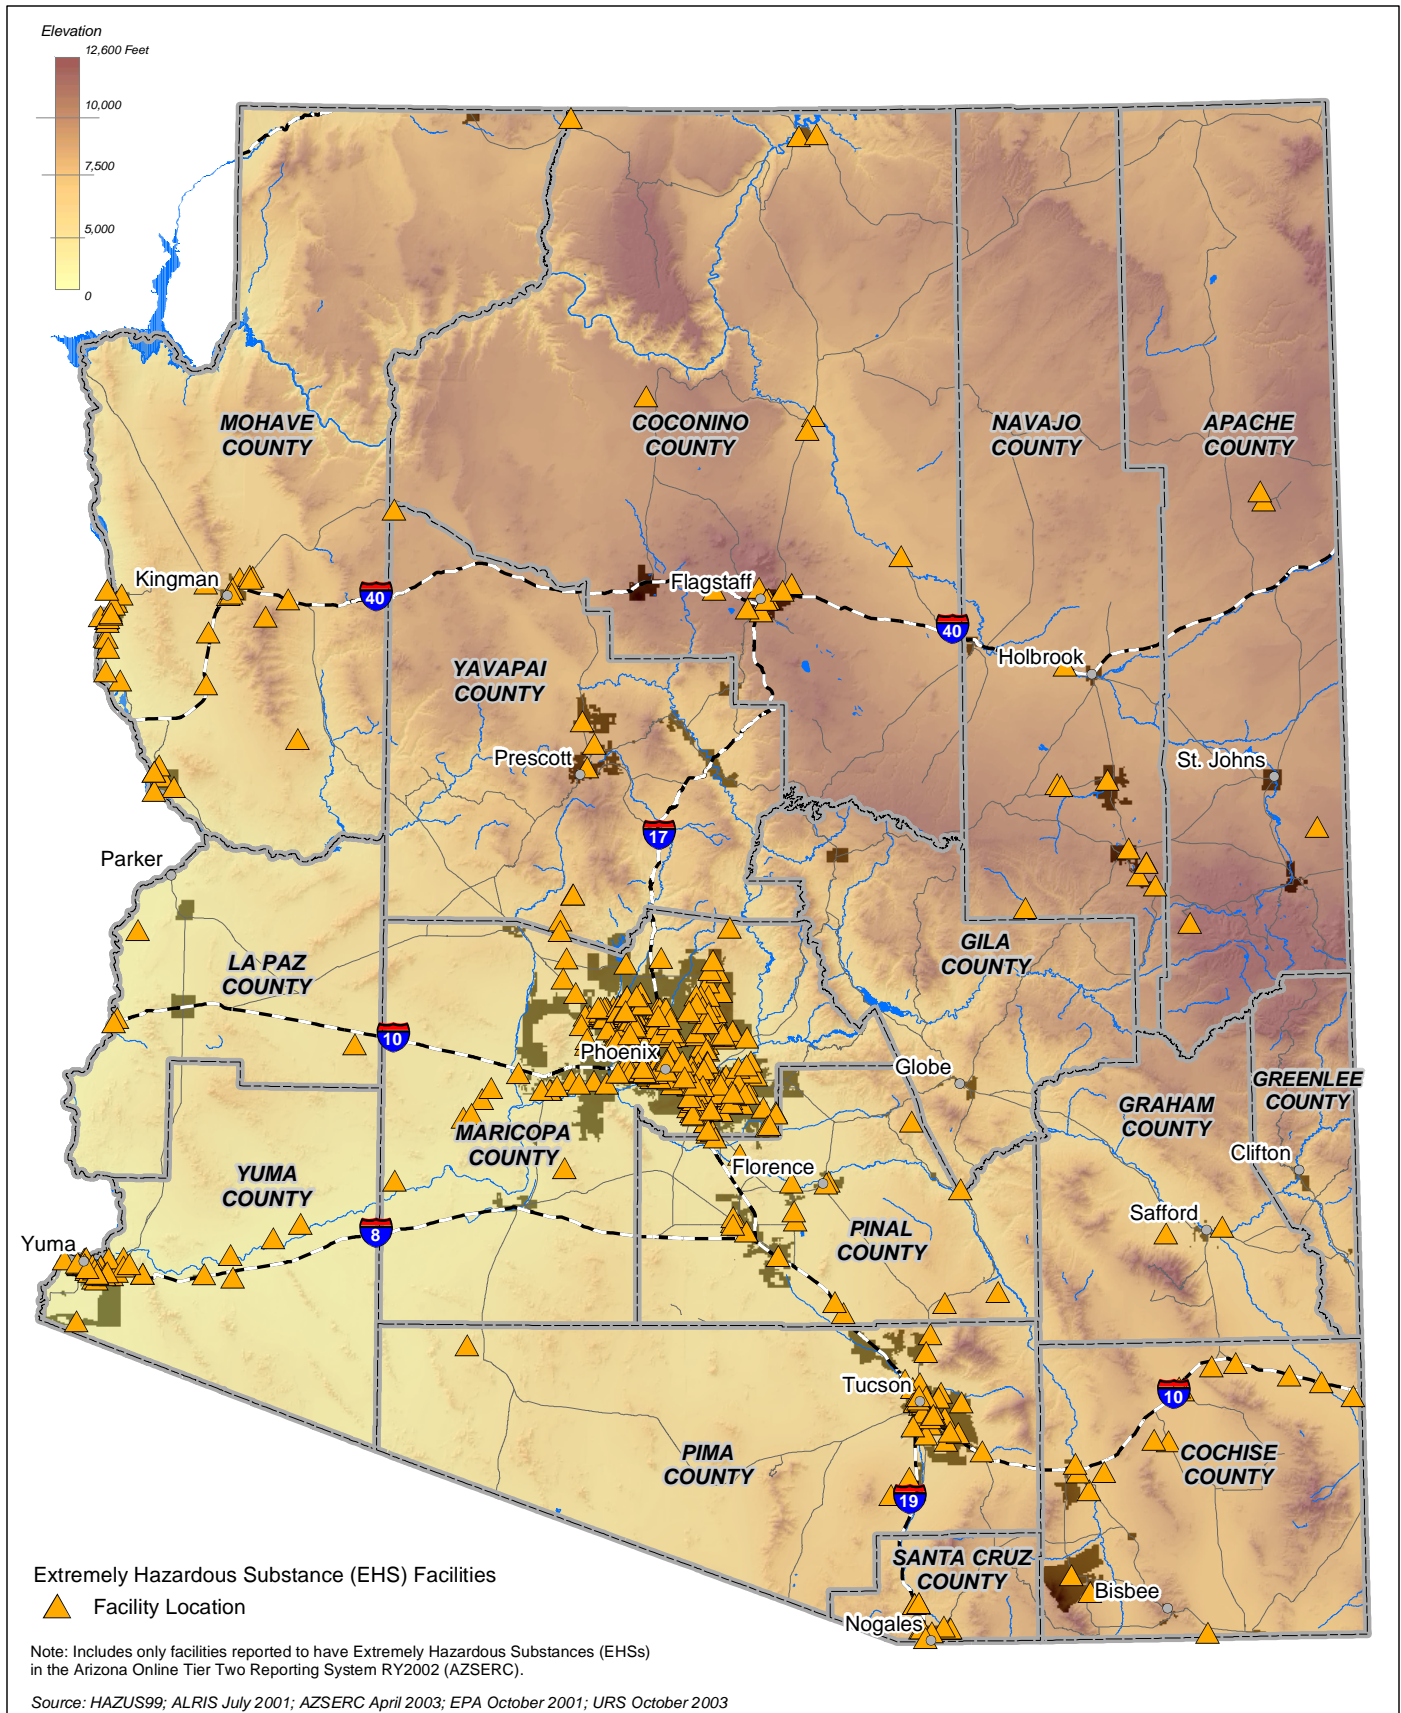 Elevation
12,600 Feet
10,000
7,500
5,000
0
MOHAVE
COUNTY
COCONINO
COUNTY
NAVAJO
COUNTY
APACHE
COUNTY
Kingman
40
Flagstaff
40
Holbrook
YAVAPAI
COUNTY
Prescott
St. Johns
17
Parker
LA PAZ
COUNTY
GILA
COUNTY
10
Phoenix
Globe
GREENLEE
COUNTY
GRAHAM
COUNTY
MARICOPA
COUNTY
Clifton
Florence
YUMA
COUNTY
Safford
8
PINAL
COUNTY
Yuma
Tucson
10
PIMA
COUNTY
COCHISE
COUNTY
19
SANTA CRUZ
COUNTY
Bisbee
Nogales
Extremely Hazardous Substance (EHS) Facilities
Facility Location
Note: Includes only facilities reported to have Extremely Hazardous Substances (EHSs)
in the Arizona Online Tier Two Reporting System RY2002 (AZSERC).
Source: HAZUS99; ALRIS July 2001; AZSERC April 2003; EPA October 2001; URS October 2003